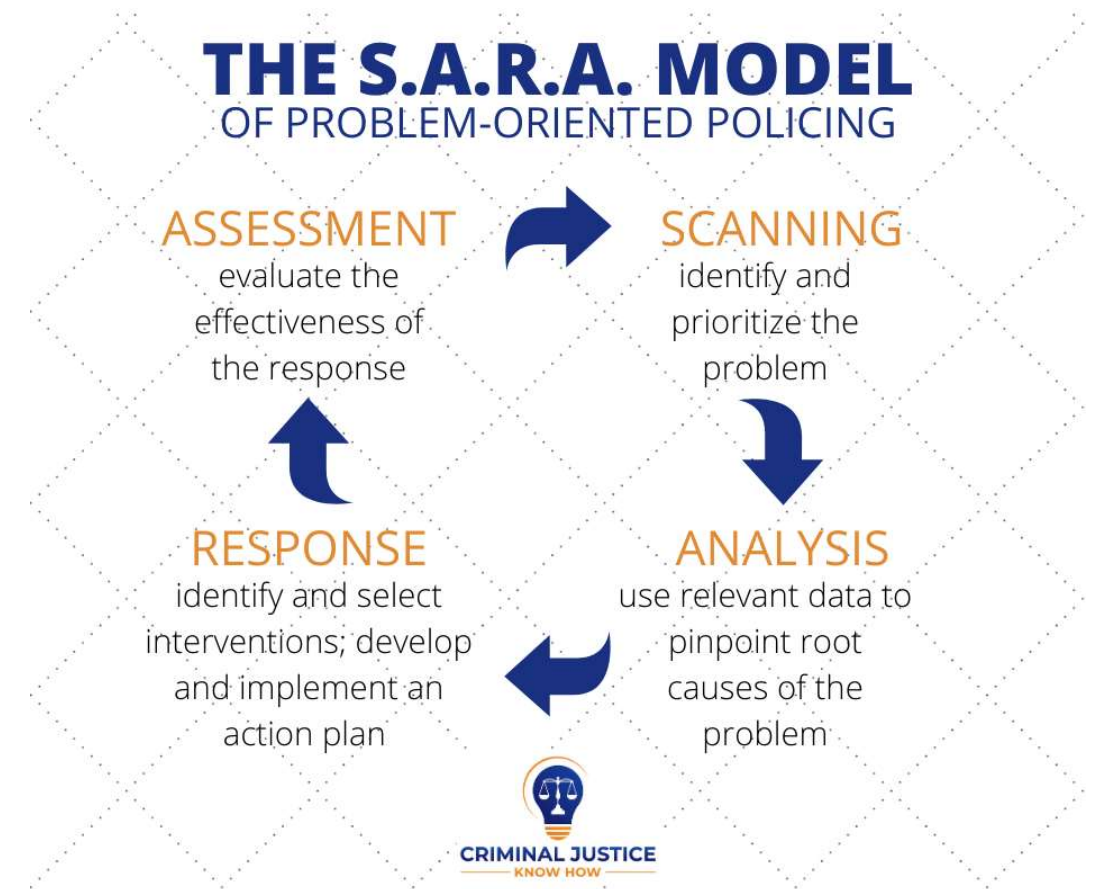 THE S.A.R.A. MODEL
OF PROBLEM-ORIENTED POLICING
ASSESSMENT
evaluate the
effectiveness of
the response
SCANNING
identify and
prioritize the
problem
RESPONSE
identify and select
interventions; develop
and implement an
action plan
ANALYSIS
use relevant data to
pinpoint root
causes of the
problem
CRIMINAL JUSTICE
KNOW HOW